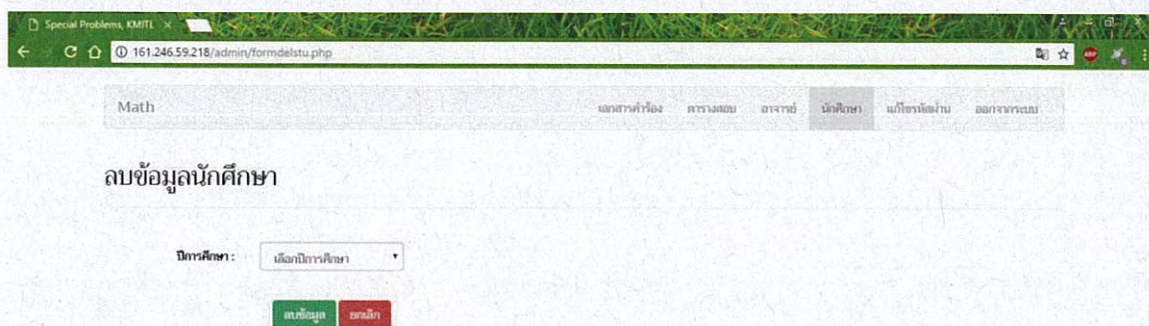 Special Problems, KMITL
161.246.59.218/admin/formdelstu.php
Math เอกสารคำร้อง ตารางสอบ อาจารย์ นักศึกษา แก้ไขรหัสผ่าน ออกจากระบบ
ลบข้อมูลนักศึกษา
ปีการศึกษา : เลือกปีการศึกษา
ลบข้อมูล ยกเลิก